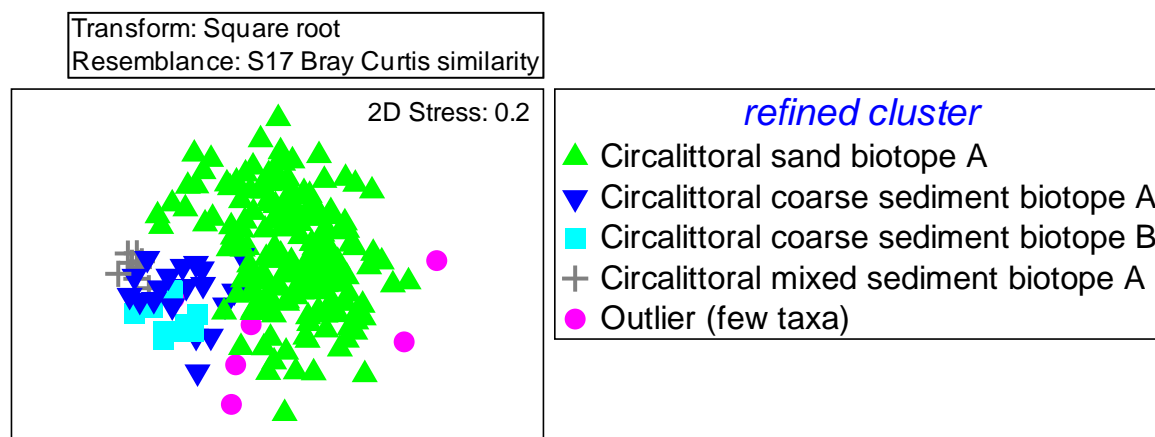 Transform: Square root
Resemblance: S17 Bray Curtis similarity
2D Stress: 0.2
refined cluster
Circalittoral sand biotope A
Circalittoral coarse sediment biotope A
Circalittoral coarse sediment biotope B
Circalittoral mixed sediment biotope A
Outlier (few taxa)